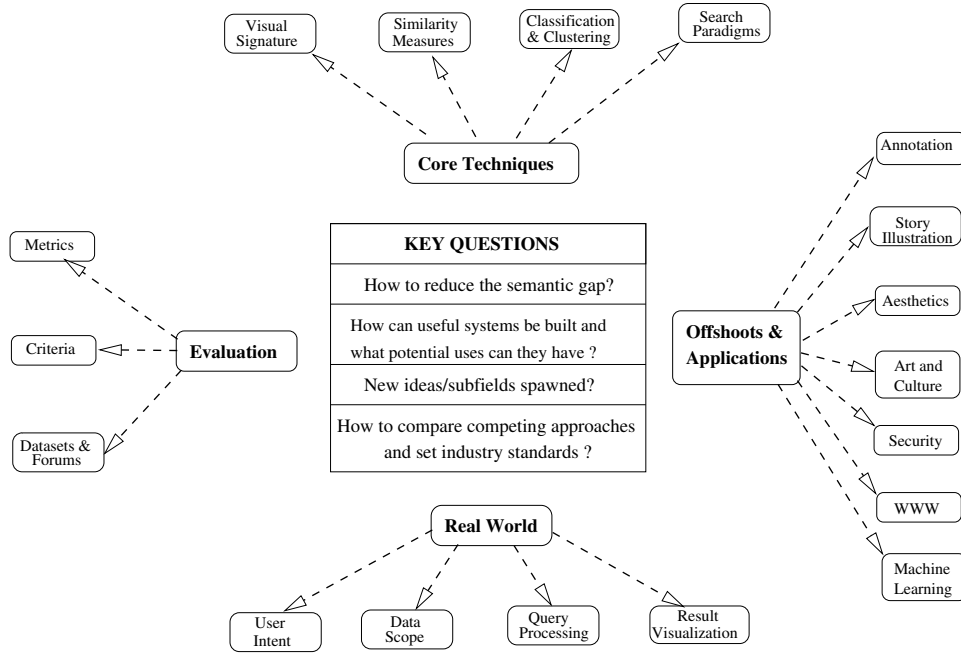 Visual
Signature
Similarity
Measures
Classification
& Clustering
Search
Paradigms
Core Techniques
Metrics
Criteria
Datasets &
Forums
Evaluation
KEY QUESTIONS
How to reduce the semantic gap?
How can useful systems be built and
what potential uses can they have ?
New ideas/subfields spawned?
How to compare competing approaches
and set industry standards ?
Offshoots &
Applications
Annotation
Story
Illustration
Aesthetics
Art and
Culture
Security
WWW
Machine
Learning
Real World
User
Intent
Data
Scope
Query
Processing
Result
Visualization